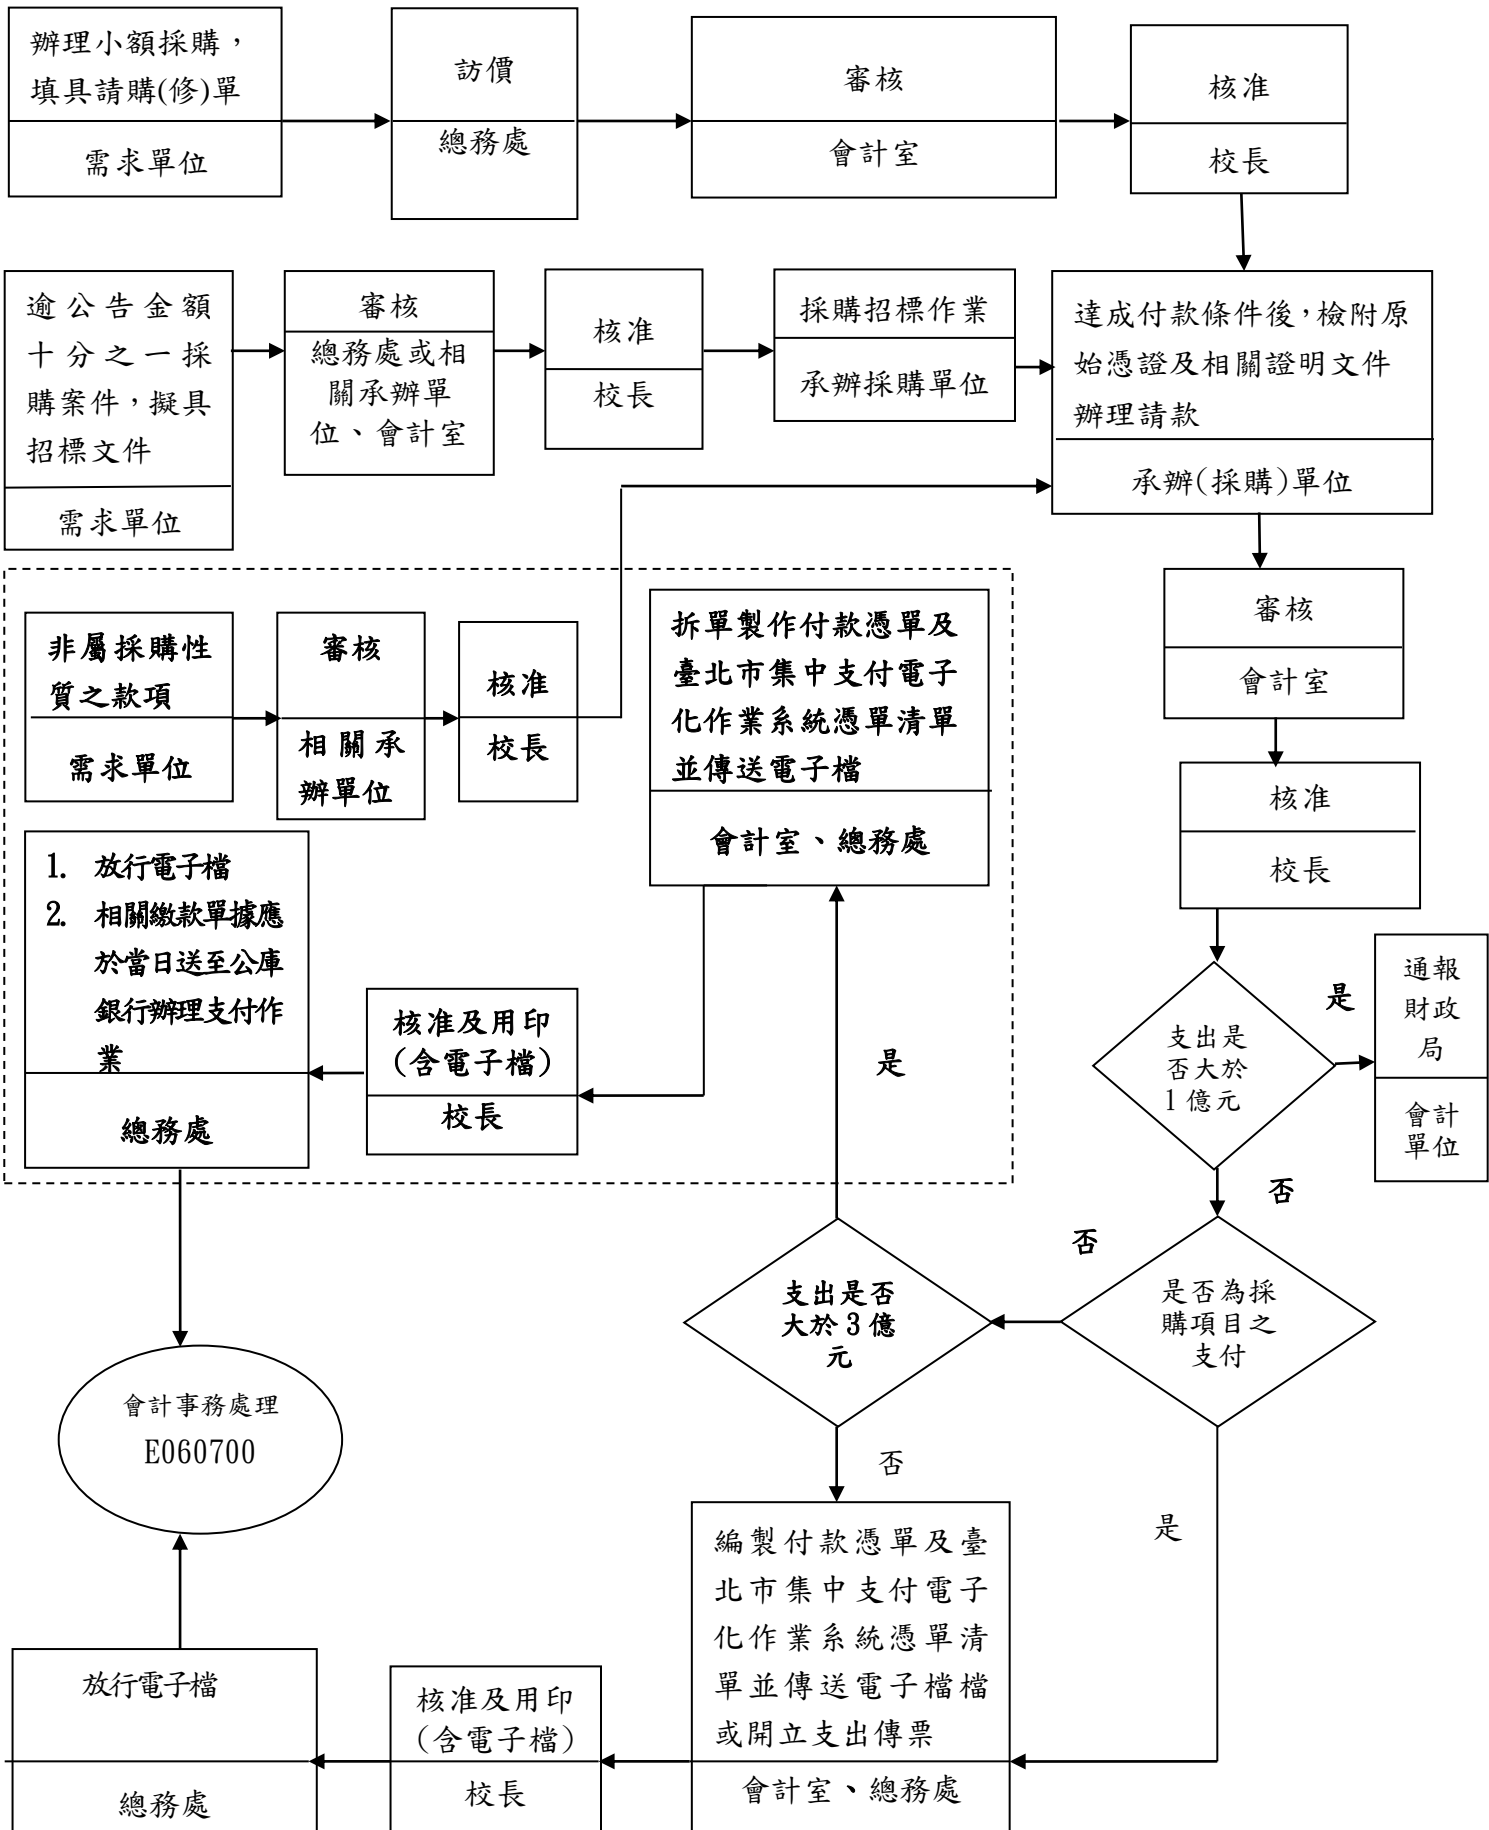 辦理小額採購，
填具請購(修)單
需求單位
訪價
總務處
審核
會計室
核准
校長
逾公告金額
十分之一採
購案件，擬具
招標文件
需求單位
審核
總務處或相
關承辦單
位、會計室
核准
校長
採購招標作業
承辦採購單位
達成付款條件後，檢附原
始憑證及相關證明文件
辦理請款
承辦(採購)單位
非屬採購性
質之款項
需求單位
審核
相關承
辦單位
核准
校長
拆單製作付款憑單及
臺北市集中支付電子
化作業系統憑單清單
並傳送電子檔
會計室、總務處
審核
會計室
核准
校長
1. 放行電子檔
2. 相關繳款單據應
於當日送至公庫
銀行辦理支付作
業
總務處
核准及用印
(含電子檔)
校長
是
支出是
否大於
1億元
是
通報
財政
局
會計
單位
否
否
支出是否
大於3億
元
是否為採
購項目之
支付
會計事務處理
E060700
否
是
編製付款憑單及臺
北市集中支付電子
化作業系統憑單清
單並傳送電子檔檔
或開立支出傳票
會計室、總務處
放行電子檔
總務處
核准及用印
(含電子檔)
校長